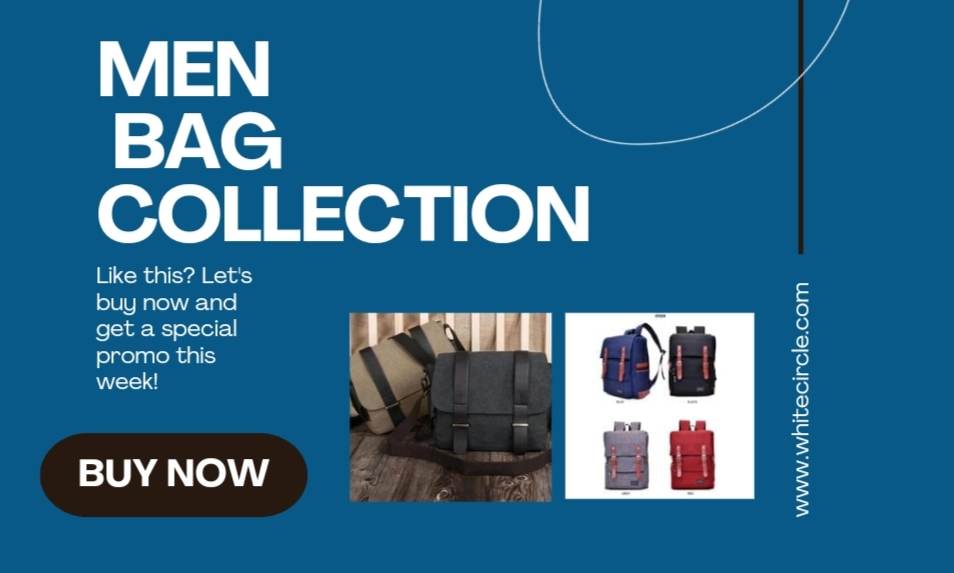 MEN
BAG
COLLECTION
Like this? Let's
buy now and
get a special
promo this
week!
BUY NOW
www.whitecircle.com